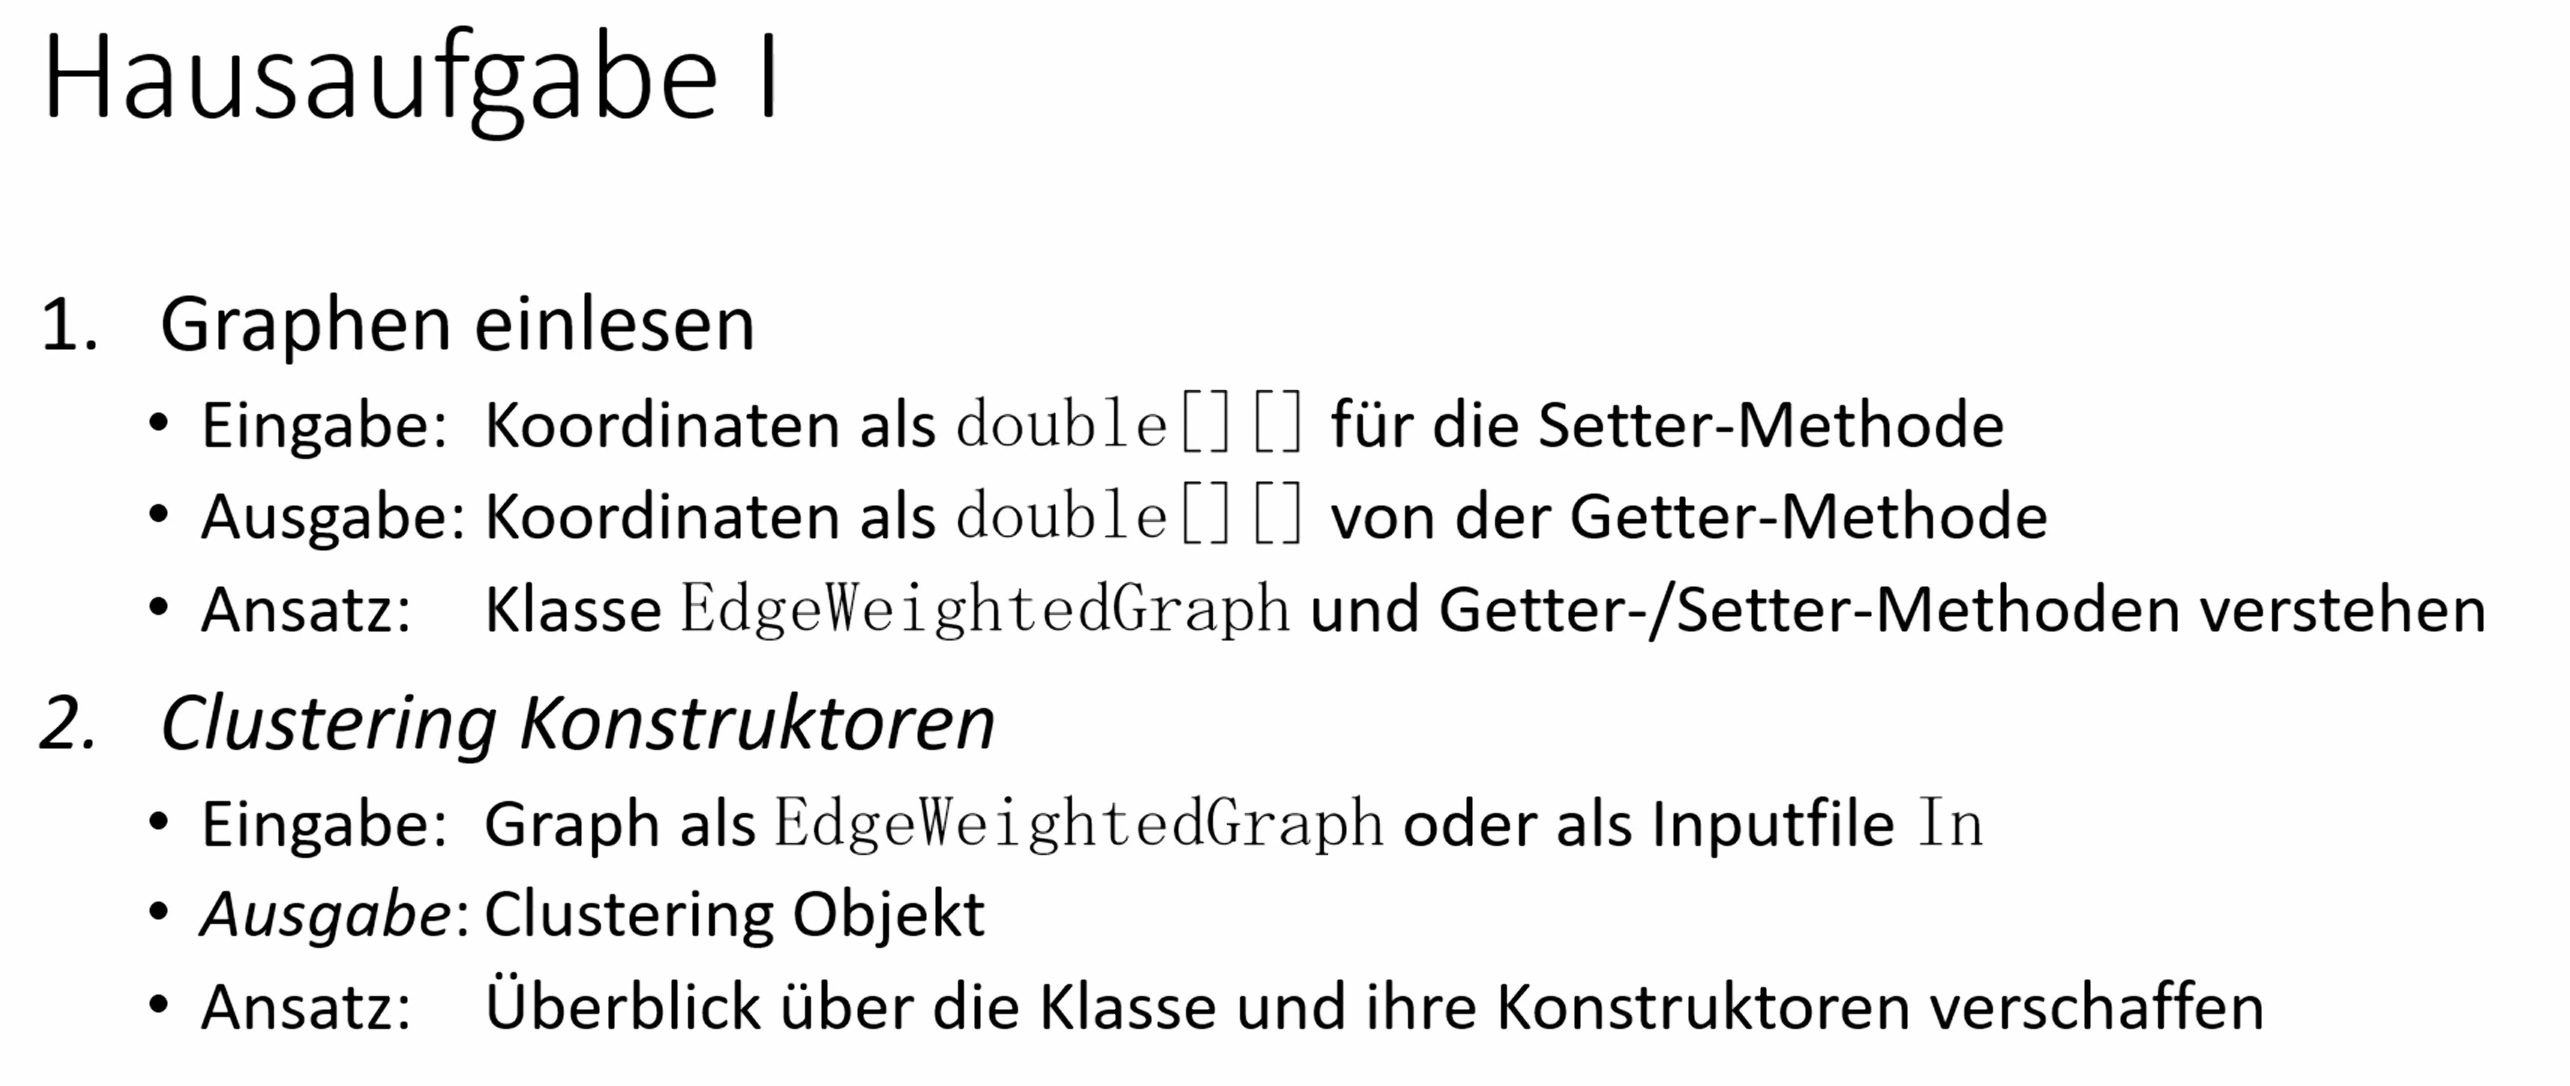 Hausaufgabe I
1. Graphen einlesen
• Eingabe: Koordinaten als double[][] für die Setter-Methode
• Ausgabe: Koordinaten als double[][] von der Getter-Methode
• Ansatz: Klasse EdgeWeightedGraph und Getter-/Setter-Methoden verstehen
2. Clustering Konstruktoren
• Eingabe: Graph als EdgeWeightedGraph oder als Inputfile In
• Ausgabe: Clustering Objekt
• Ansatz: Überblick über die Klasse und ihre Konstruktoren verschaffen